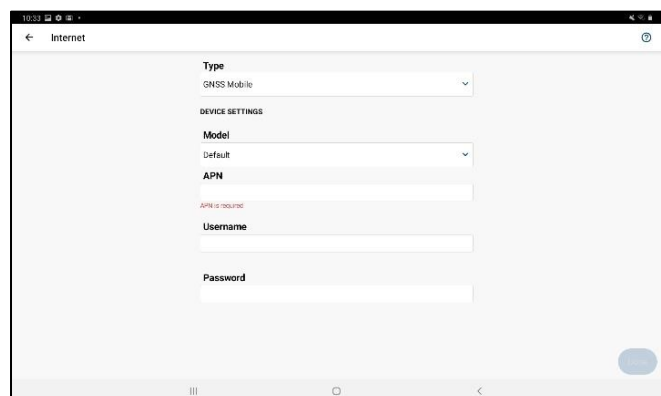 10:33
Internet
Type
GNSS Mobile
DEVICE SETTINGS
Model
Default
APN
APN is required
Username
Password